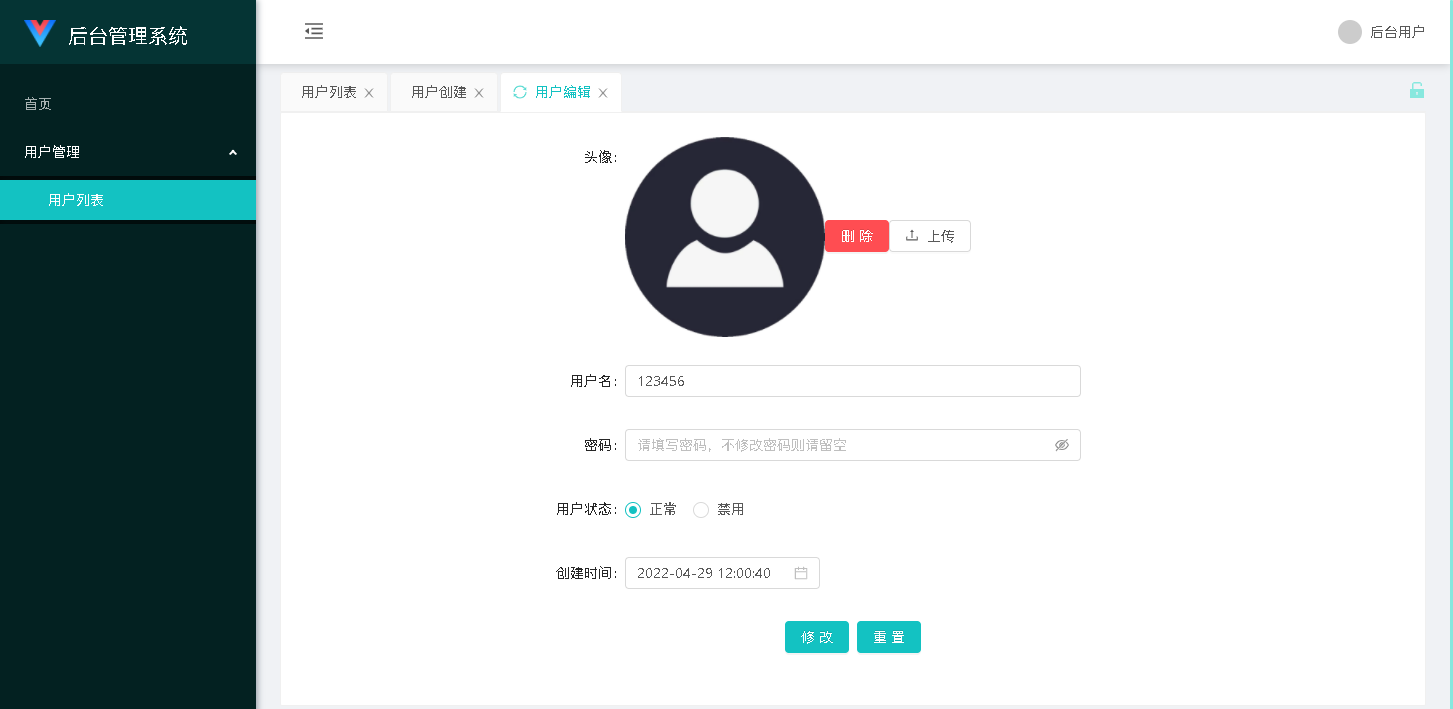 后台管理系统
后台用户
首页
用户管理
用户列表
用户列表
用户创建
用户编辑
头像:
删 除
上传
用户名:
123456
密码:
请填写密码，不修改密码则请留空
用户状态:
正常
禁用
创建时间:
2022-04-29 12:00:40
修 改
重 置